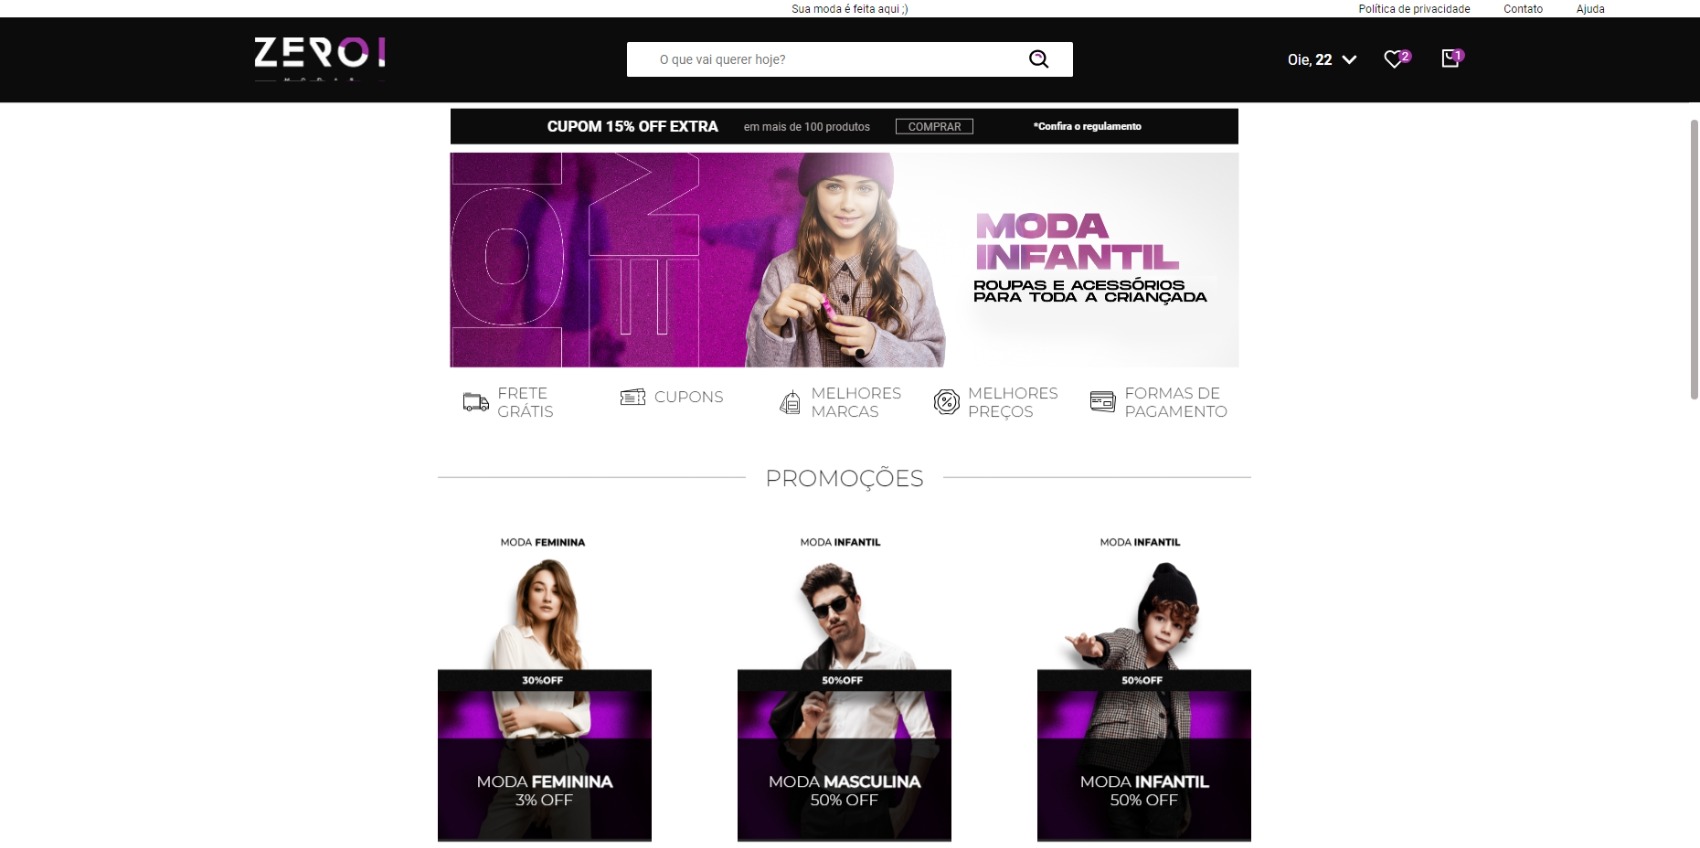 Sua moda é feita aqui ;)
Política de privacidade
Contato
Ajuda
ZERO1
O que vai querer hoje?
Oie, 22
2
1
CUPOM 15% OFF EXTRA
em mais de 100 produtos
COMPRAR
*Confira o regulamento
MODA
INFANTIL
ROUPAS E ACESSÓRIOS
PARA TODA A CRIANÇADA
FRETE
GRÁTIS
CUPONS
MELHORES
MARCAS
MELHORES
PREÇOS
FORMAS DE
PAGAMENTO
PROMOÇÕES
MODA FEMININA
30%OFF
MODA FEMININA
3% OFF
MODA INFANTIL
50%OFF
MODA MASCULINA
50% OFF
MODA INFANTIL
50%OFF
MODA INFANTIL
50% OFF